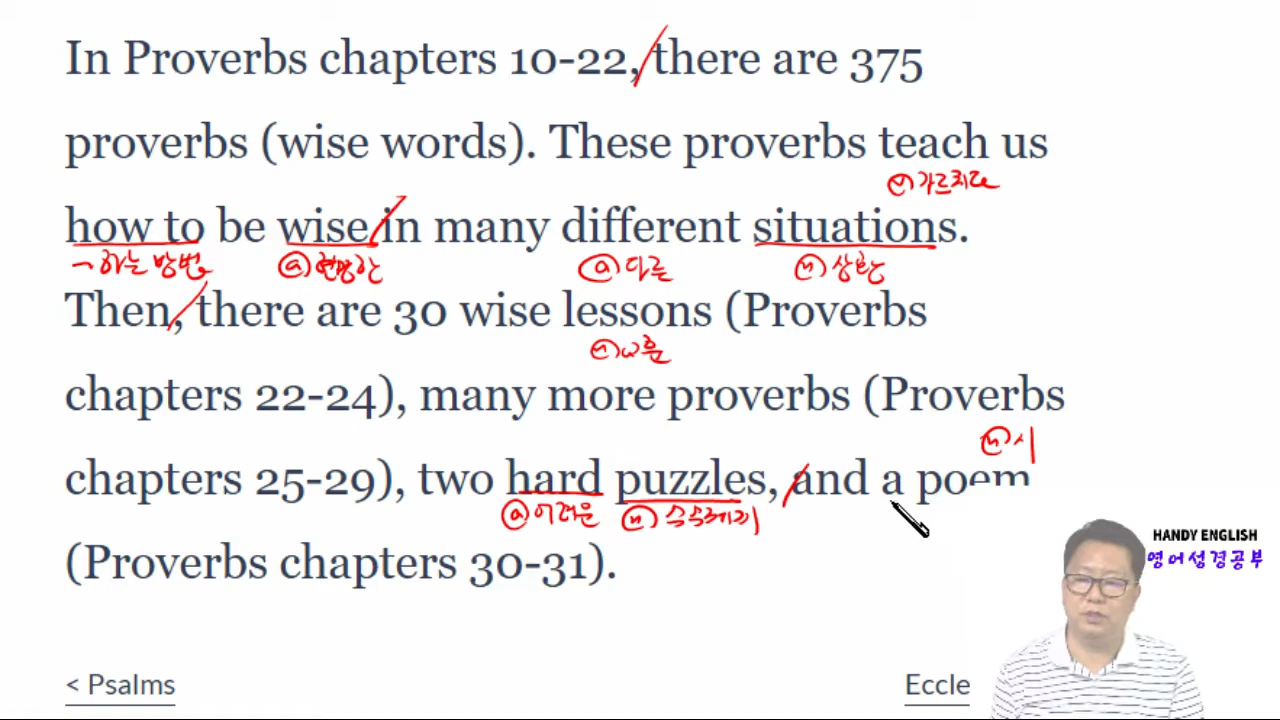 In Proverbs chapters 10-22, there are 375
proverbs (wise words). These proverbs teach us
ⓥ가르치다
how to be wise in many different situations.
~하는 방법 ⓐ현명한 ⓐ다른 ⓝ상황
Then, there are 30 wise lessons (Proverbs
ⓝ교훈
chapters 22-24), many more proverbs (Proverbs
ⓝ시
chapters 25-29), two hard puzzles, and a poem
ⓐ어려운 ⓝ수수께끼
(Proverbs chapters 30-31).
HANDY ENGLISH
영어성경공부
< Psalms Eccle